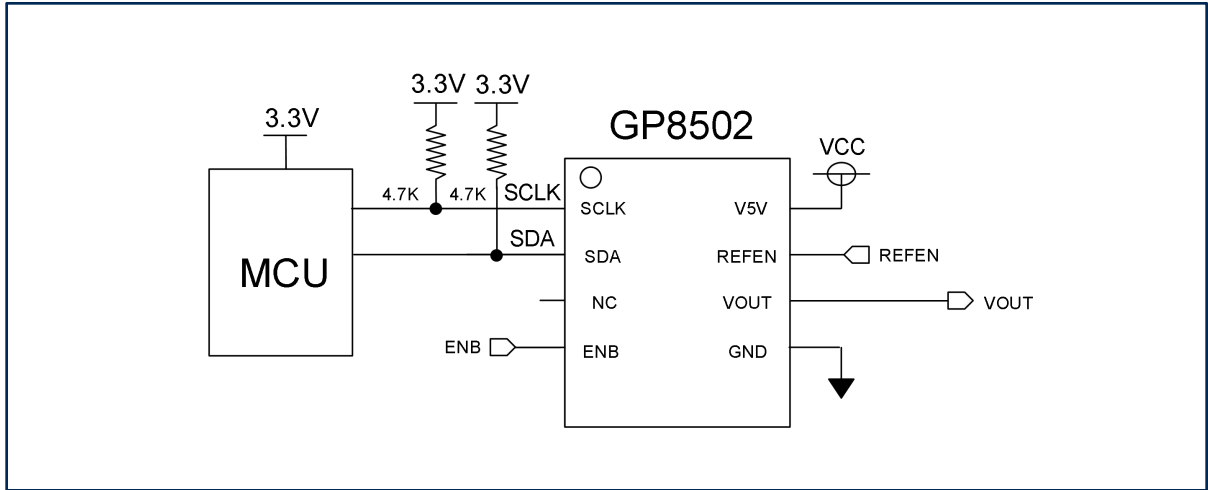 3.3V
3.3V 3.3V
GP8502
VCC
4.7K 4.7K SCLK
SCLK V5V
SDA
SDA REFEN REFEN
MCU
NC VOUT VOUT
ENB ENB GND